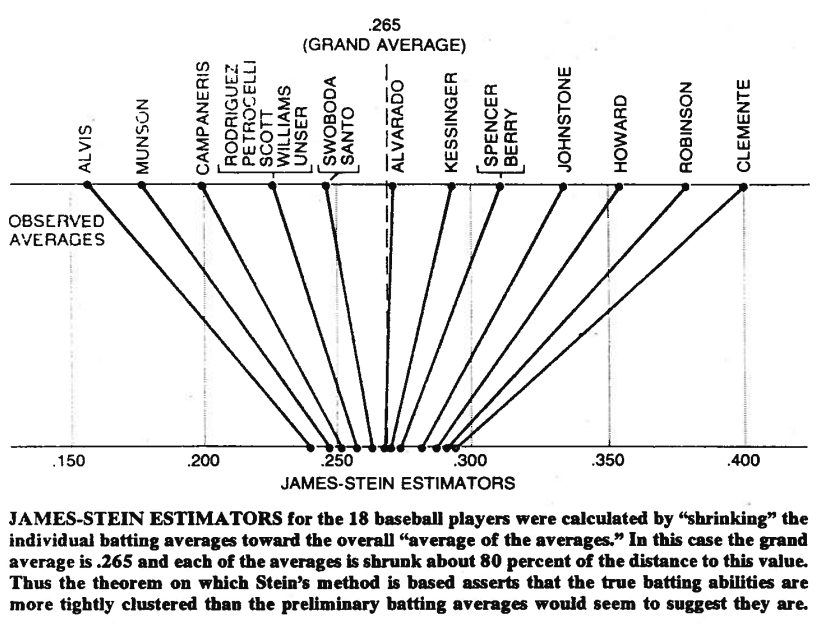 .265
(GRAND AVERAGE)
ALVIS
MUNSON
CAMPANERIS
RODRIGUEZ
PETROCELLI
SCOTT
WILLIAMS
UNSER
SWOBODA
SANTO
ALVARADO
KESSINGER
SPENCER
BERRY
JOHNSTONE
HOWARD
ROBINSON
CLEMENTE
OBSERVED
AVERAGES
.150 .200 .250 .300 .350 .400
JAMES-STEIN ESTIMATORS
JAMES-STEIN ESTIMATORS for the 18 baseball players were calculated by “shrinking” the
individual batting averages toward the overall “average of the averages.” In this case the grand
average is .265 and each of the averages is shrunk about 80 percent of the distance to this value.
Thus the theorem on which Stein’s method is based asserts that the true batting abilities are
more tightly clustered than the preliminary batting averages would seem to suggest they are.